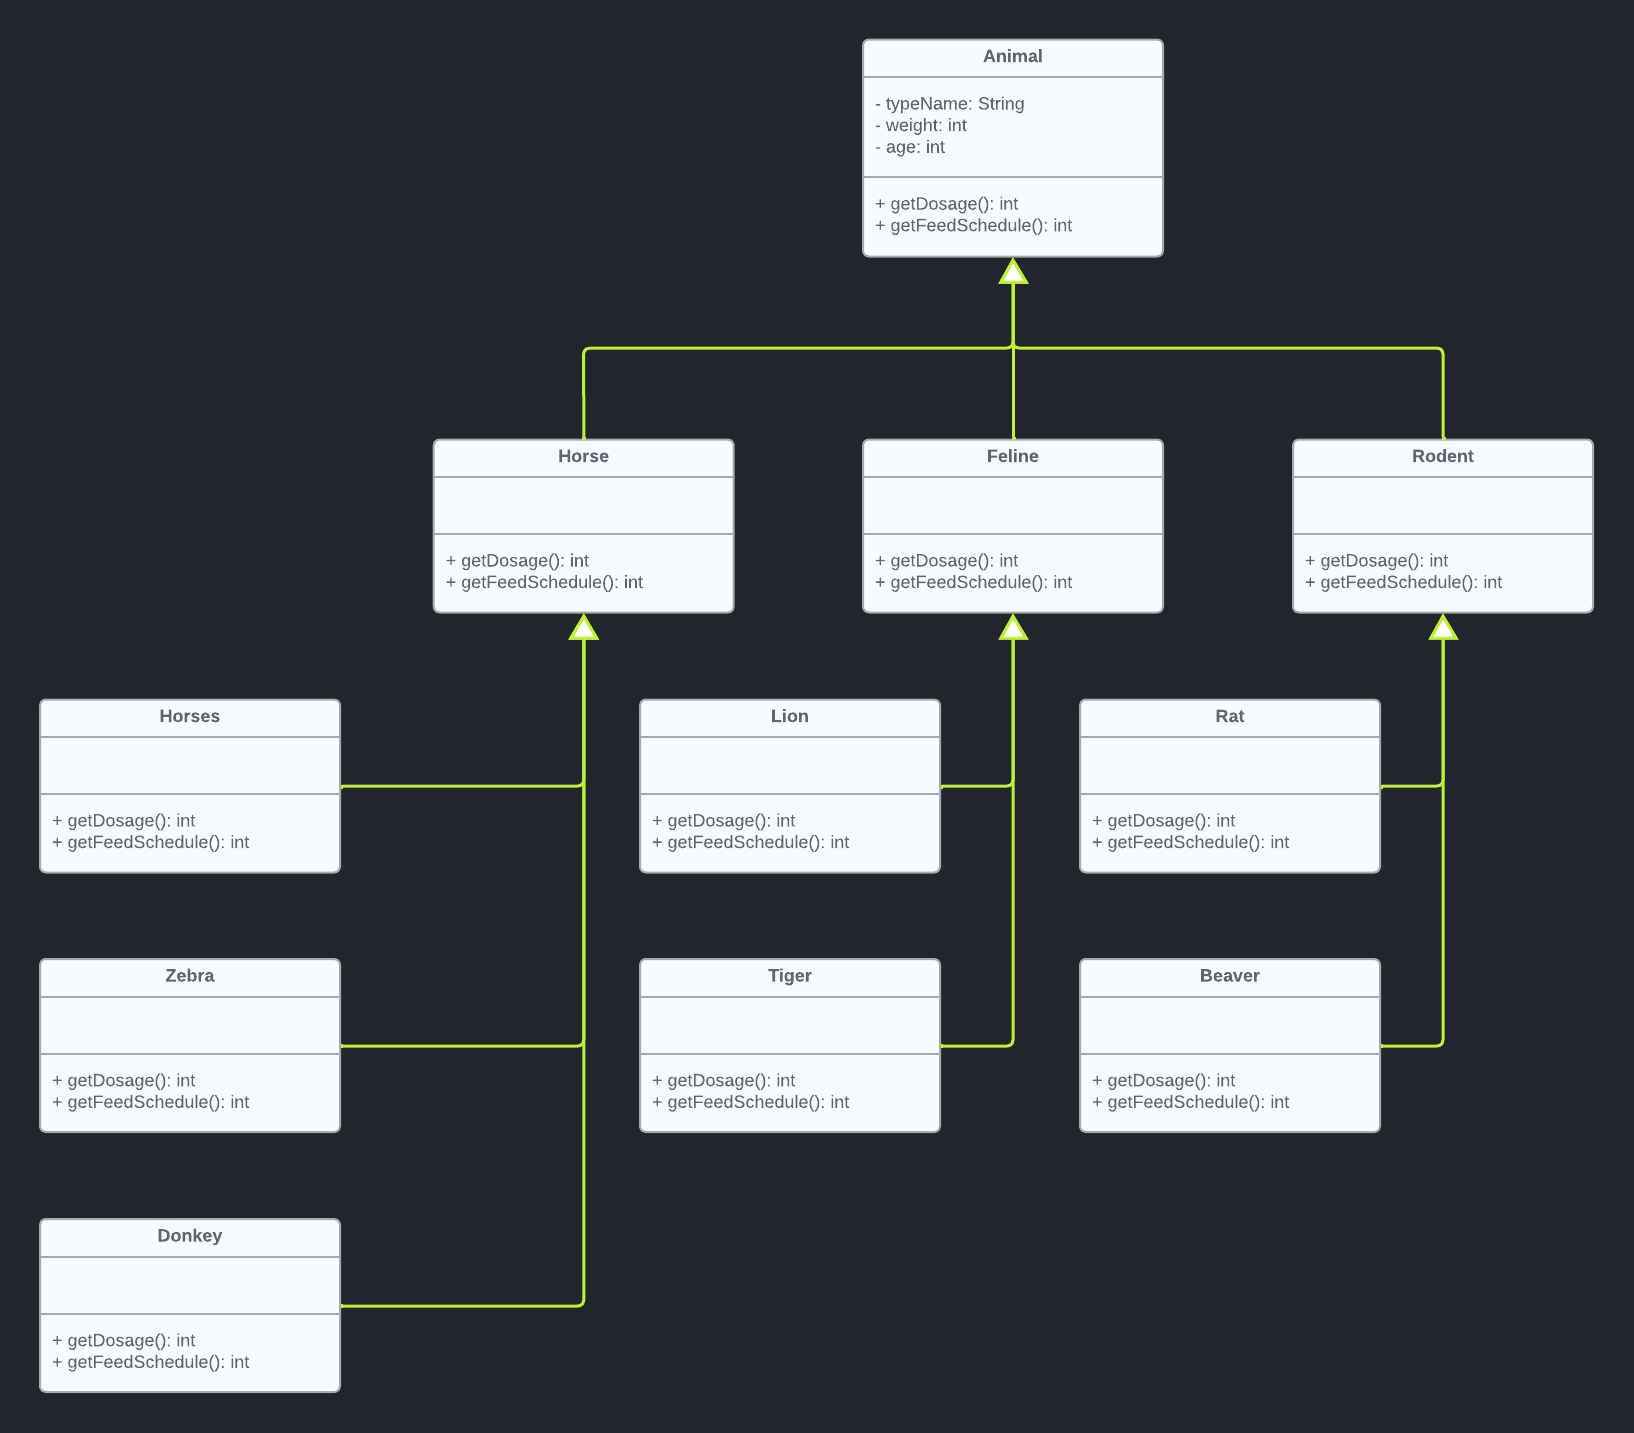 Animal
- typeName: String
- weight: int
- age: int
+ getDosage(): int
+ getFeedSchedule(): int
Horse
+ getDosage(): int
+ getFeedSchedule(): int
Feline
+ getDosage(): int
+ getFeedSchedule(): int
Rodent
+ getDosage(): int
+ getFeedSchedule(): int
Horses
+ getDosage(): int
+ getFeedSchedule(): int
Lion
+ getDosage(): int
+ getFeedSchedule(): int
Rat
+ getDosage(): int
+ getFeedSchedule(): int
Zebra
+ getDosage(): int
+ getFeedSchedule(): int
Tiger
+ getDosage(): int
+ getFeedSchedule(): int
Beaver
+ getDosage(): int
+ getFeedSchedule(): int
Donkey
+ getDosage(): int
+ getFeedSchedule(): int